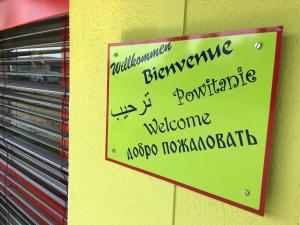 Willkommen
Bienvenue
ترحيب
Powitanie
Welcome
добро пожаловать